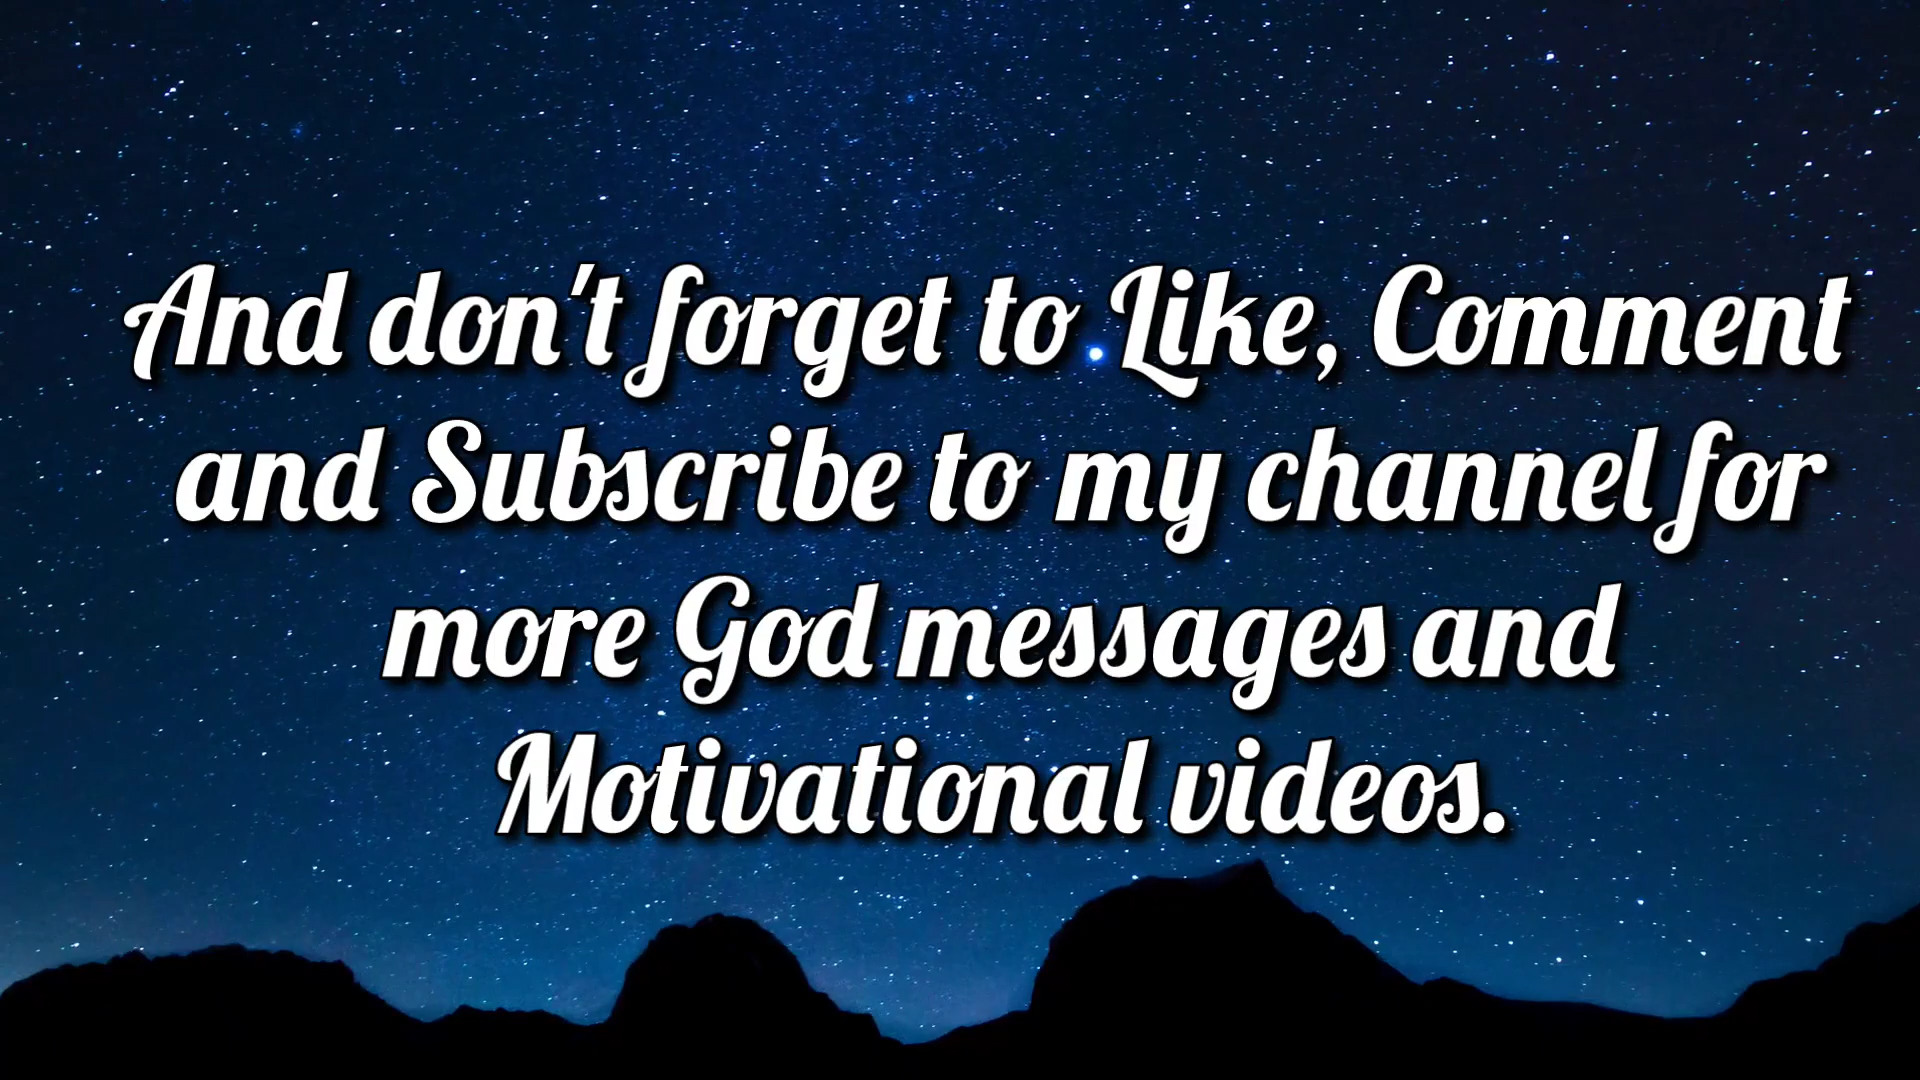 And don't forget to Like, Comment
and Subscribe to my channel for
more God messages and
Motivational videos.